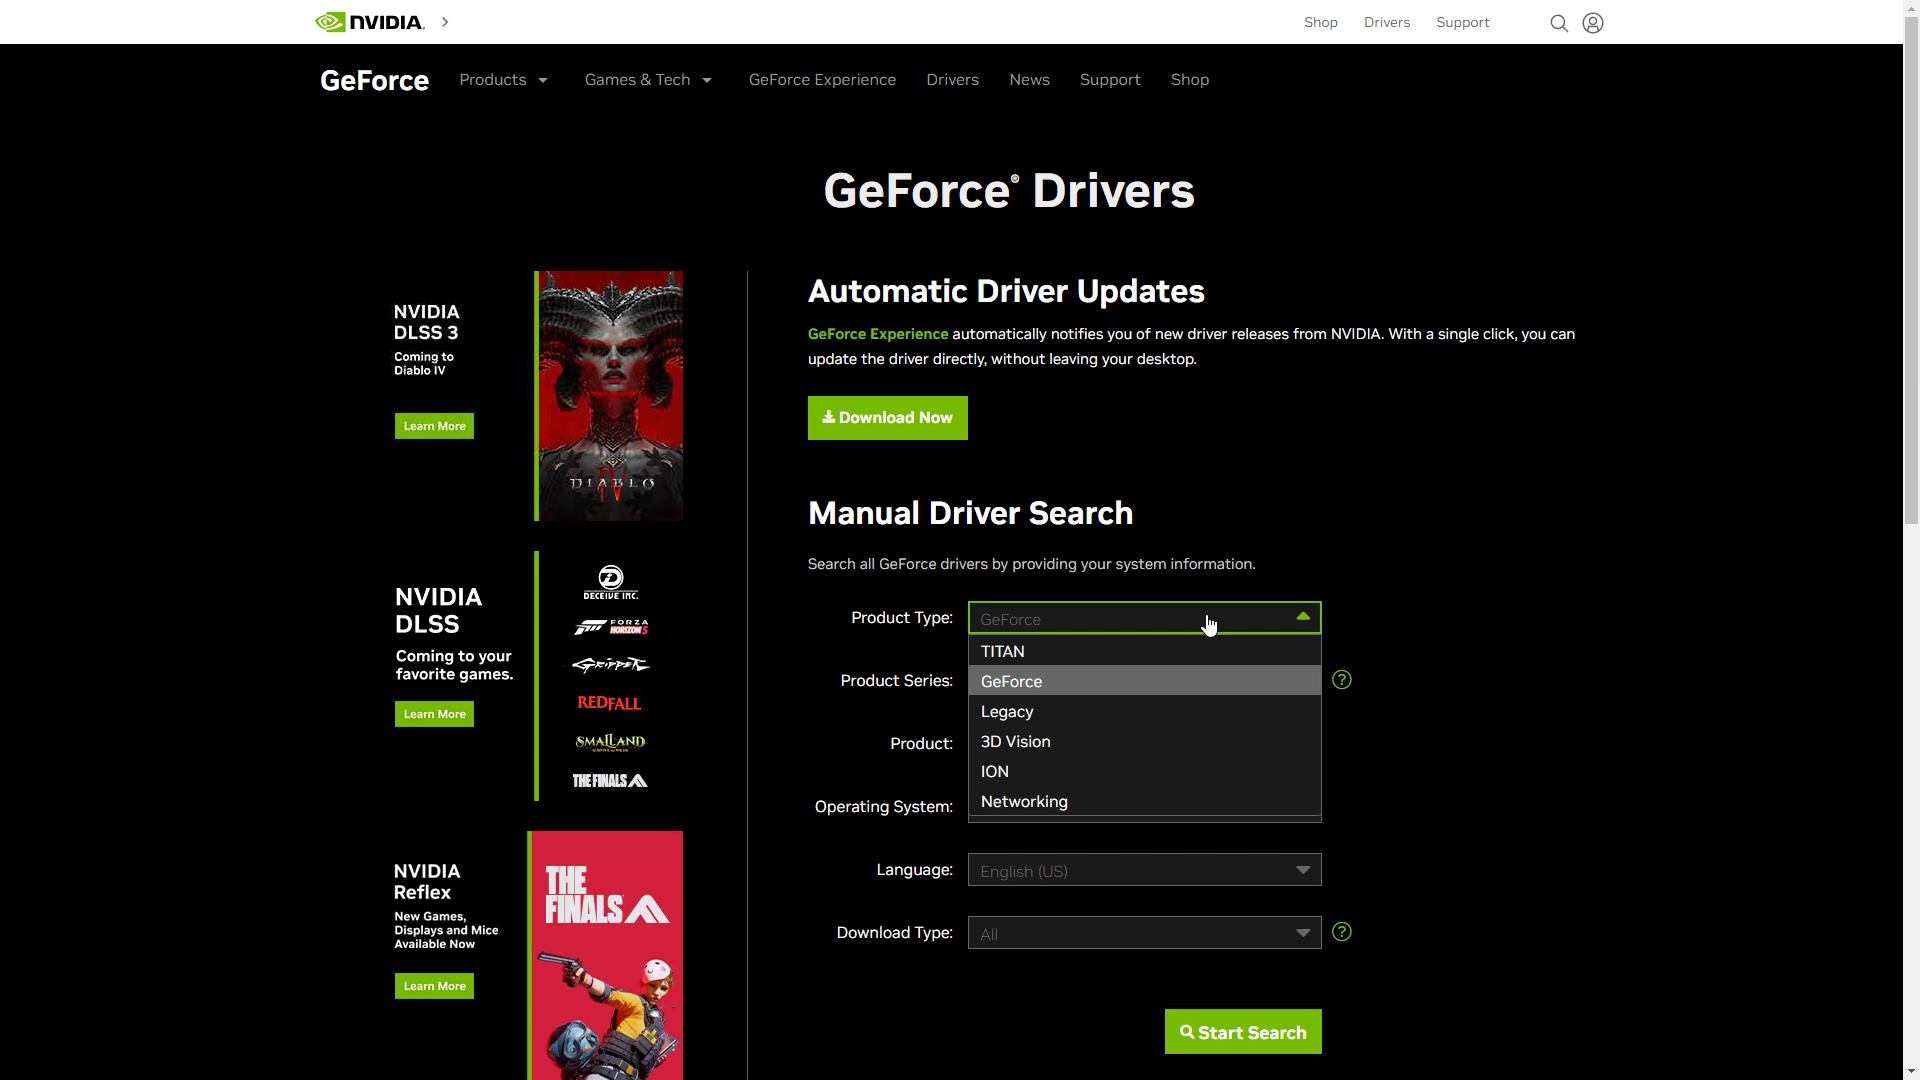 NVIDIA
Shop Drivers Support
GeForce Products Games & Tech GeForce Experience Drivers News Support Shop
GeForce® Drivers
NVIDIA
DLSS 3
Coming to
Diablo IV
Learn More
DIABLO
IV
NVIDIA
DLSS
Coming to your
favorite games.
Learn More
DECEIVE INC.
FORZA
HORIZON 5
GRIPPER
REDFALL
SMALLAND
THE FINALS
NVIDIA
Reflex
New Games,
Displays and Mice
Available Now
Learn More
THE
FINALS
Automatic Driver Updates
GeForce Experience automatically notifies you of new driver releases from NVIDIA. With a single click, you can
update the driver directly, without leaving your desktop.
Download Now
Manual Driver Search
Search all GeForce drivers by providing your system information.
Product Type: GeForce
TITAN
Product Series: GeForce ?
Legacy
Product: 3D Vision
ION
Operating System: Networking
Language: English (US)
Download Type: All ?
Start Search